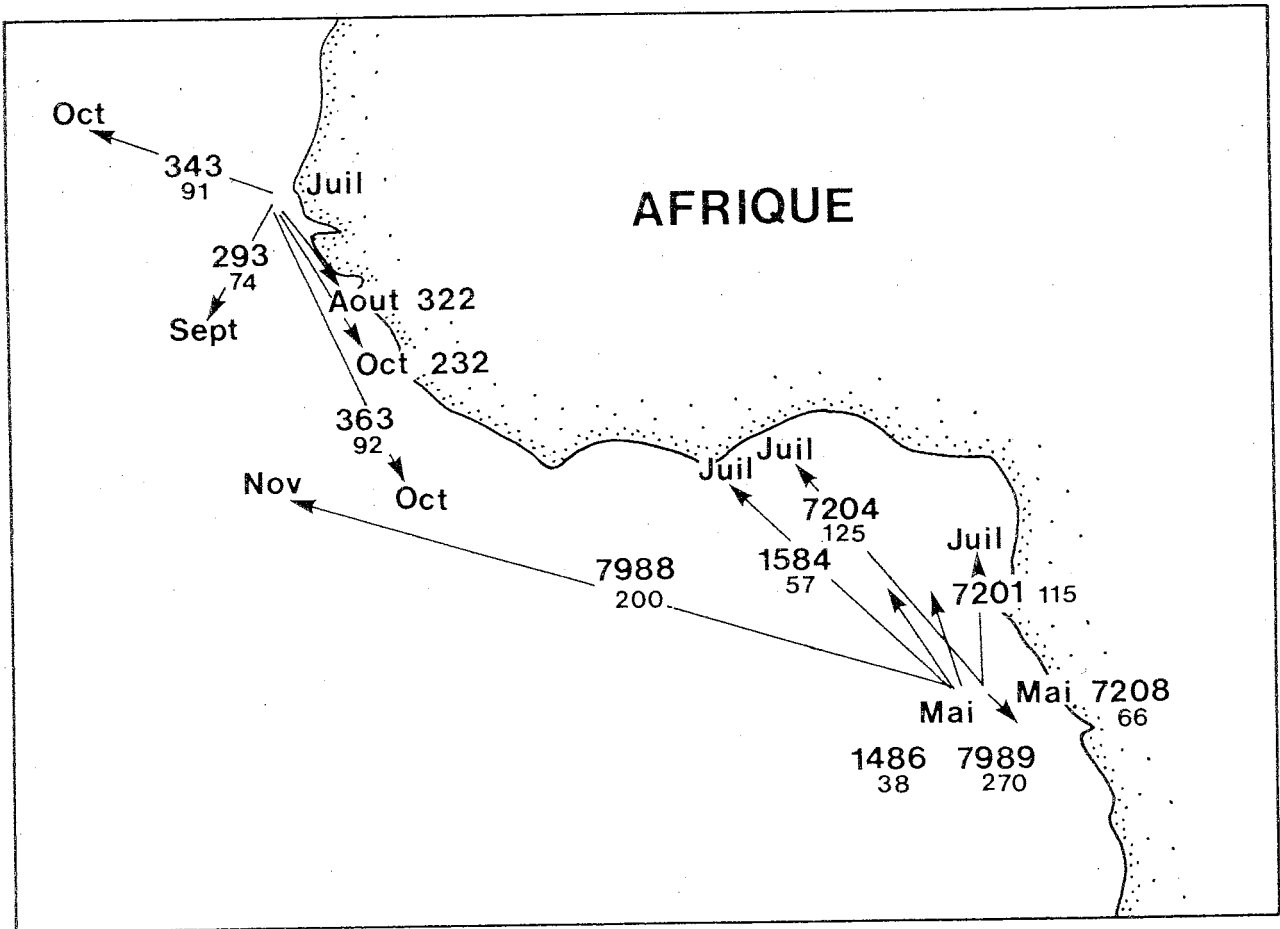 Oct
343
91
Juil
AFRIQUE
293
74
Sept
Aout 322
Oct 232
363
92
Oct
Nov
Juil
Juil
7204
125
1584
57
Juil
7988
200
7201 115
Mai 7208
66
Mai
1486 7989
38 270